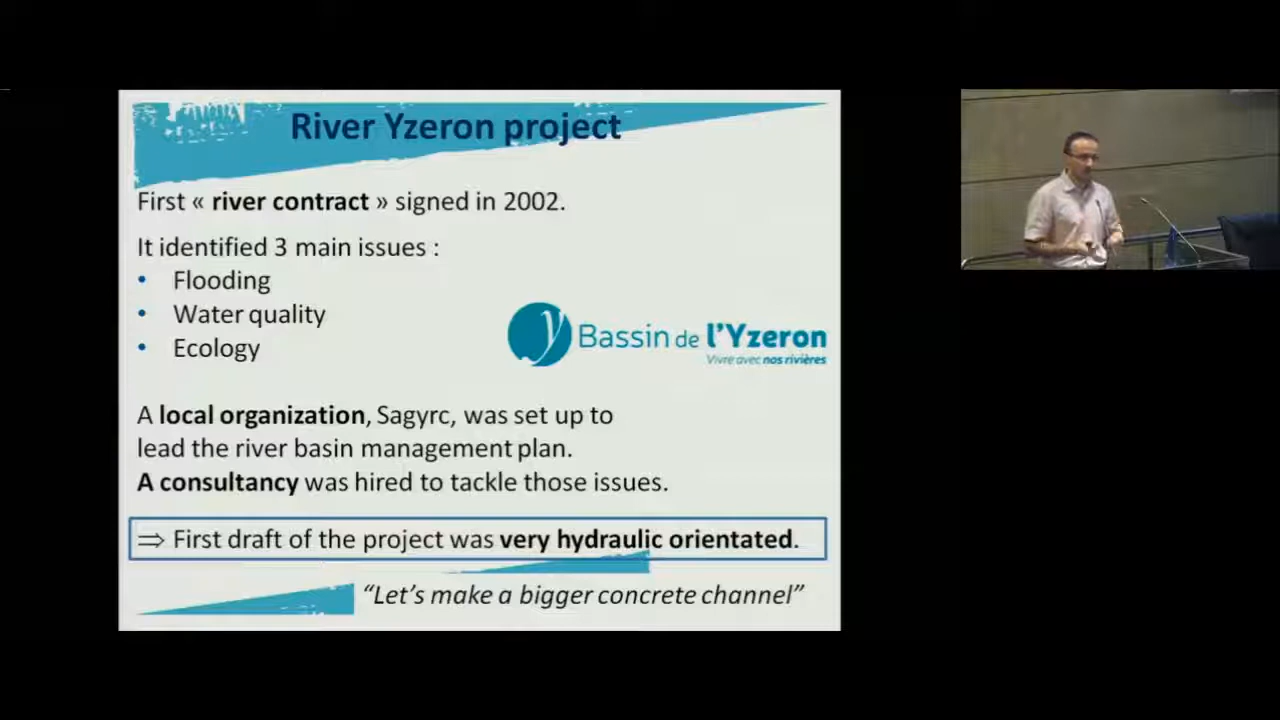 River Yzeron project
First « river contract » signed in 2002.
It identified 3 main issues :
• Flooding
• Water quality
• Ecology
y Bassin de l'Yzeron
Vivre avec nos rivières
A local organization, Sagyrc, was set up to
lead the river basin management plan.
A consultancy was hired to tackle those issues.
⇒ First draft of the project was very hydraulic orientated.
“Let's make a bigger concrete channel”